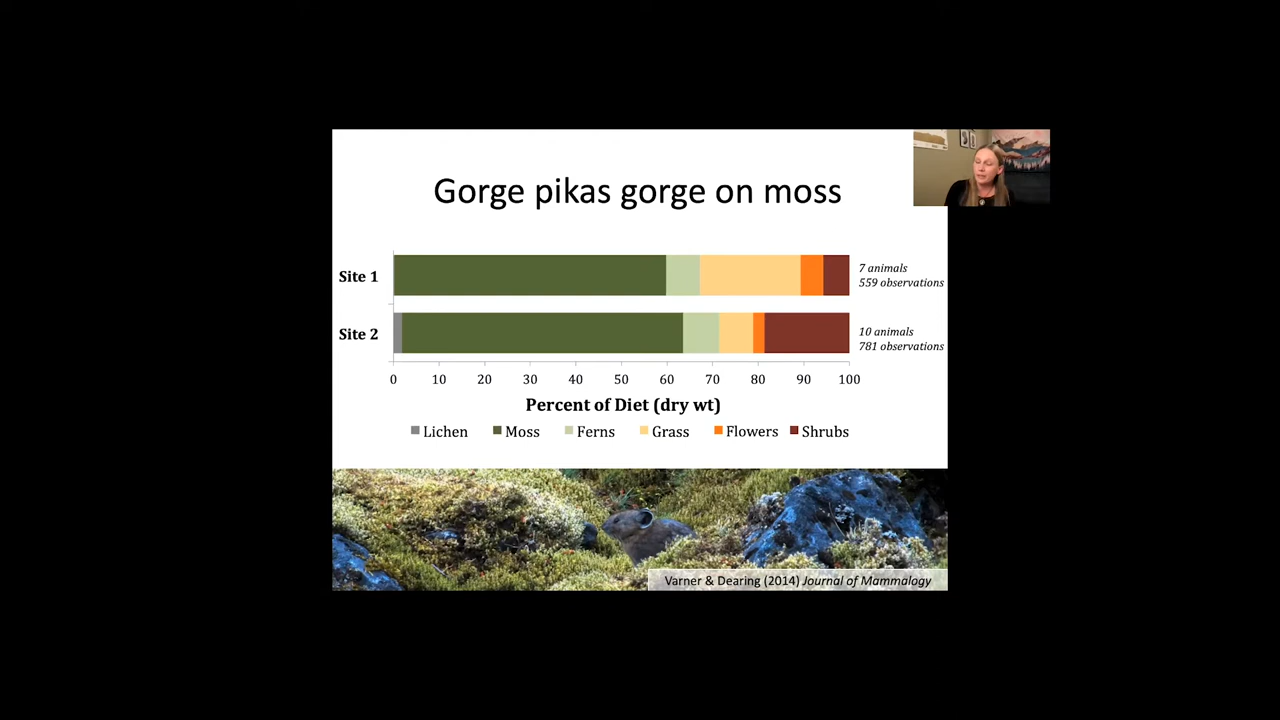 Gorge pikas gorge on moss
Site 1
7 animals
559 observations
Site 2
10 animals
781 observations
0 10 20 30 40 50 60 70 80 90 100
Percent of Diet (dry wt)
Lichen Moss Ferns Grass Flowers Shrubs
Varner & Dearing (2014) Journal of Mammalogy